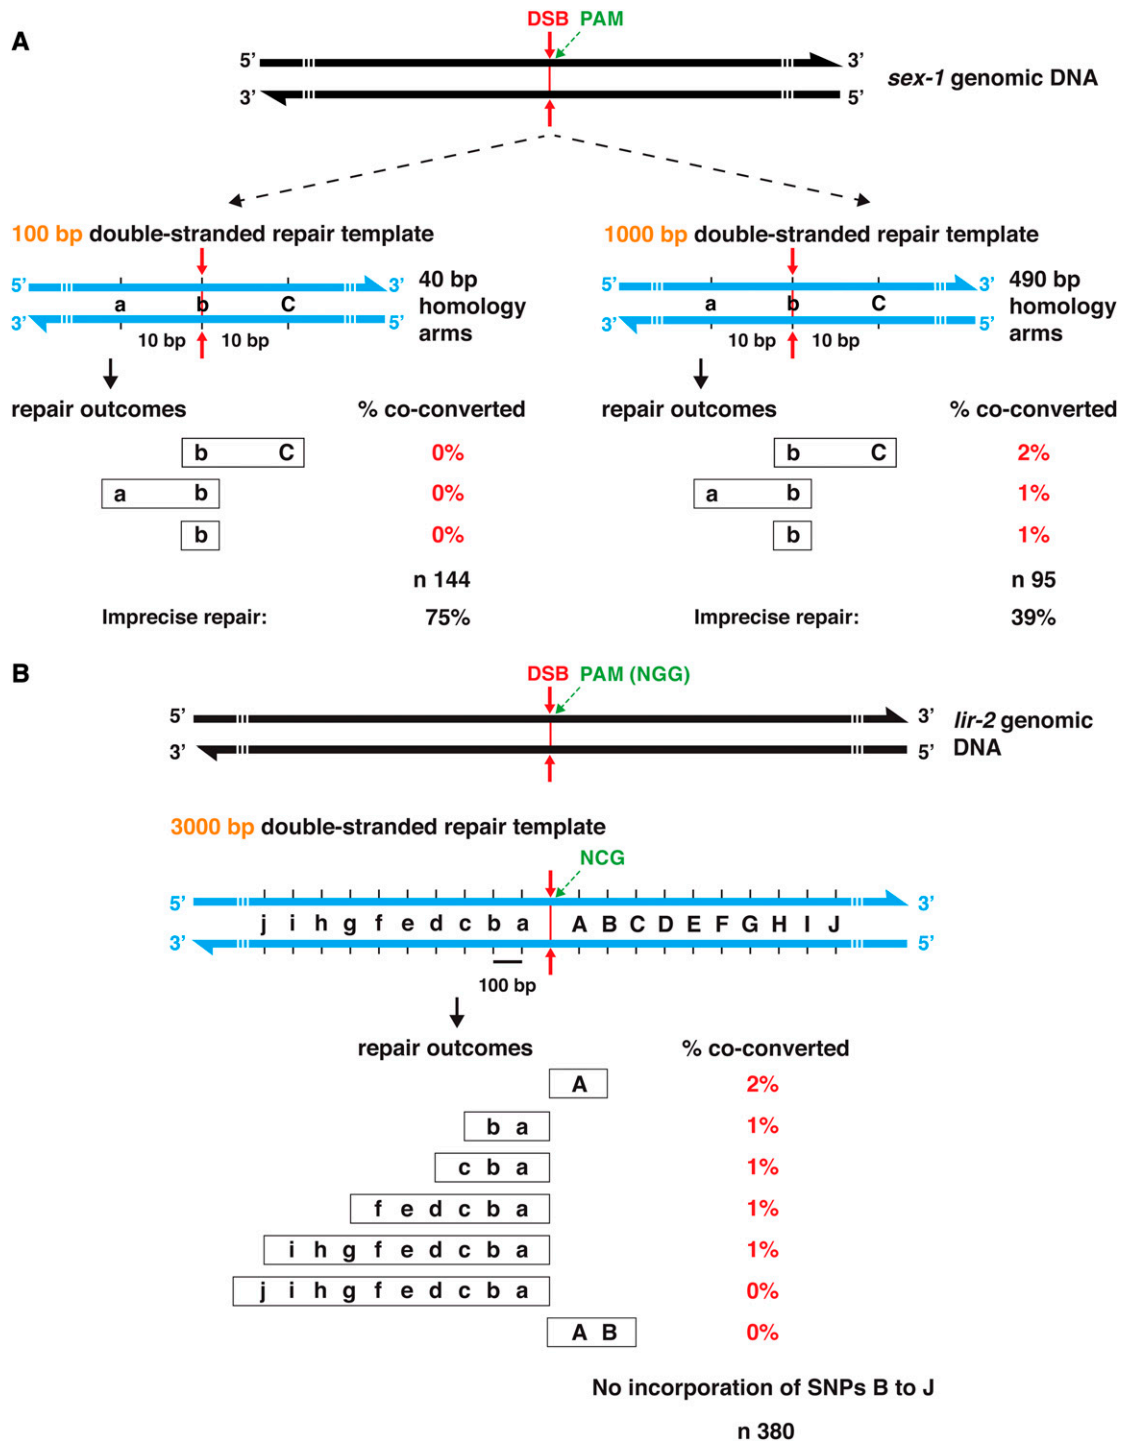 A
DSB PAM
5’ 3’
sex-1 genomic DNA
3’ 5’
100 bp double-stranded repair template
5’ 3’
a b C
3’ 5’
10 bp 10 bp
40 bp
homology
arms
repair outcomes % co-converted
b C 0%
a b 0%
b 0%
n 144
Imprecise repair: 75%
1000 bp double-stranded repair template
5’ 3’
a b C
3’ 5’
10 bp 10 bp
490 bp
homology
arms
repair outcomes % co-converted
b C 2%
a b 1%
b 1%
n 95
Imprecise repair: 39%
B
DSB PAM (NGG)
5’ 3’
3’ 5’
lir-2 genomic
DNA
3000 bp double-stranded repair template
NCG
5’ 3’
j i h g f e d c b a A B C D E F G H I J
3’ 5’
100 bp
repair outcomes % co-converted
A 2%
b a 1%
c b a 1%
f e d c b a 1%
i h g f e d c b a 1%
j i h g f e d c b a 0%
A B 0%
No incorporation of SNPs B to J
n 380